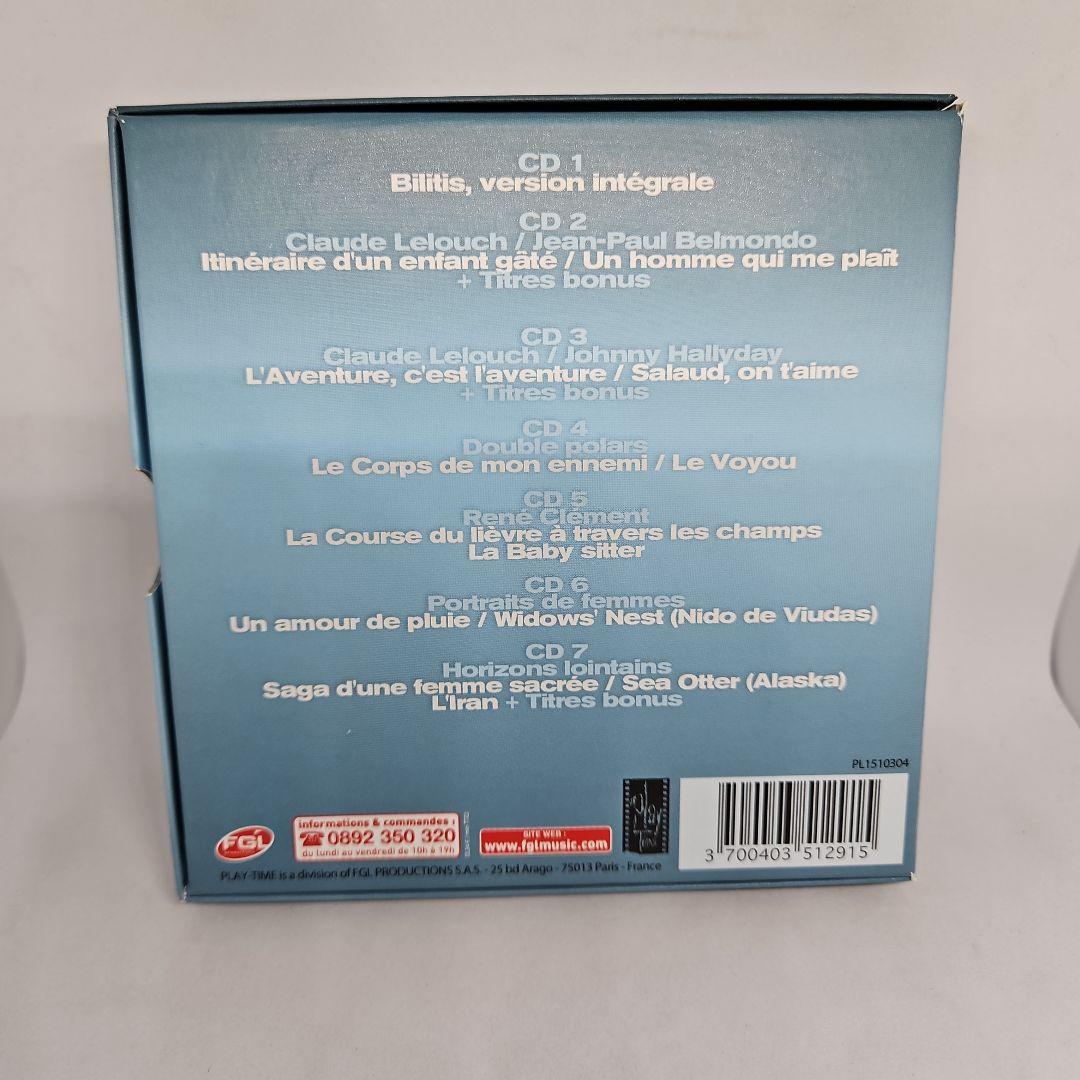 CD 1
Bilitis, version intégrale
CD 2
Claude Lelouch / Jean-Paul Belmondo
Itinéraire d'un enfant gâté / Un homme qui me plaît
+ Titres bonus
CD 3
Claude Lelouch / Johnny Hallyday
L'Aventure, c'est l'aventure / Salaud, on t'aime
+ Titres bonus
CD 4
Double polars
Le Corps de mon ennemi / Le Voyou
CD 5
René Clément
La Course du lièvre à travers les champs
La Baby sitter
CD 6
Portraits de femmes
Un amour de pluie / Widows' Nest (Nido de Viudas)
CD 7
Horizons lointains
Saga d'une femme sacrée / Sea Otter (Alaska)
L'Iran + Titres bonus
PL1510304
FGL
informations & commandes :
0892 350 320
du lundi au vendredi de 10h à 19h
SITE WEB :
www.fglmusic.com
3 700403 512915
PLAY-TIME is a division of FGL PRODUCTIONS S.A.S. - 25 bd Arago - 75013 Paris - France